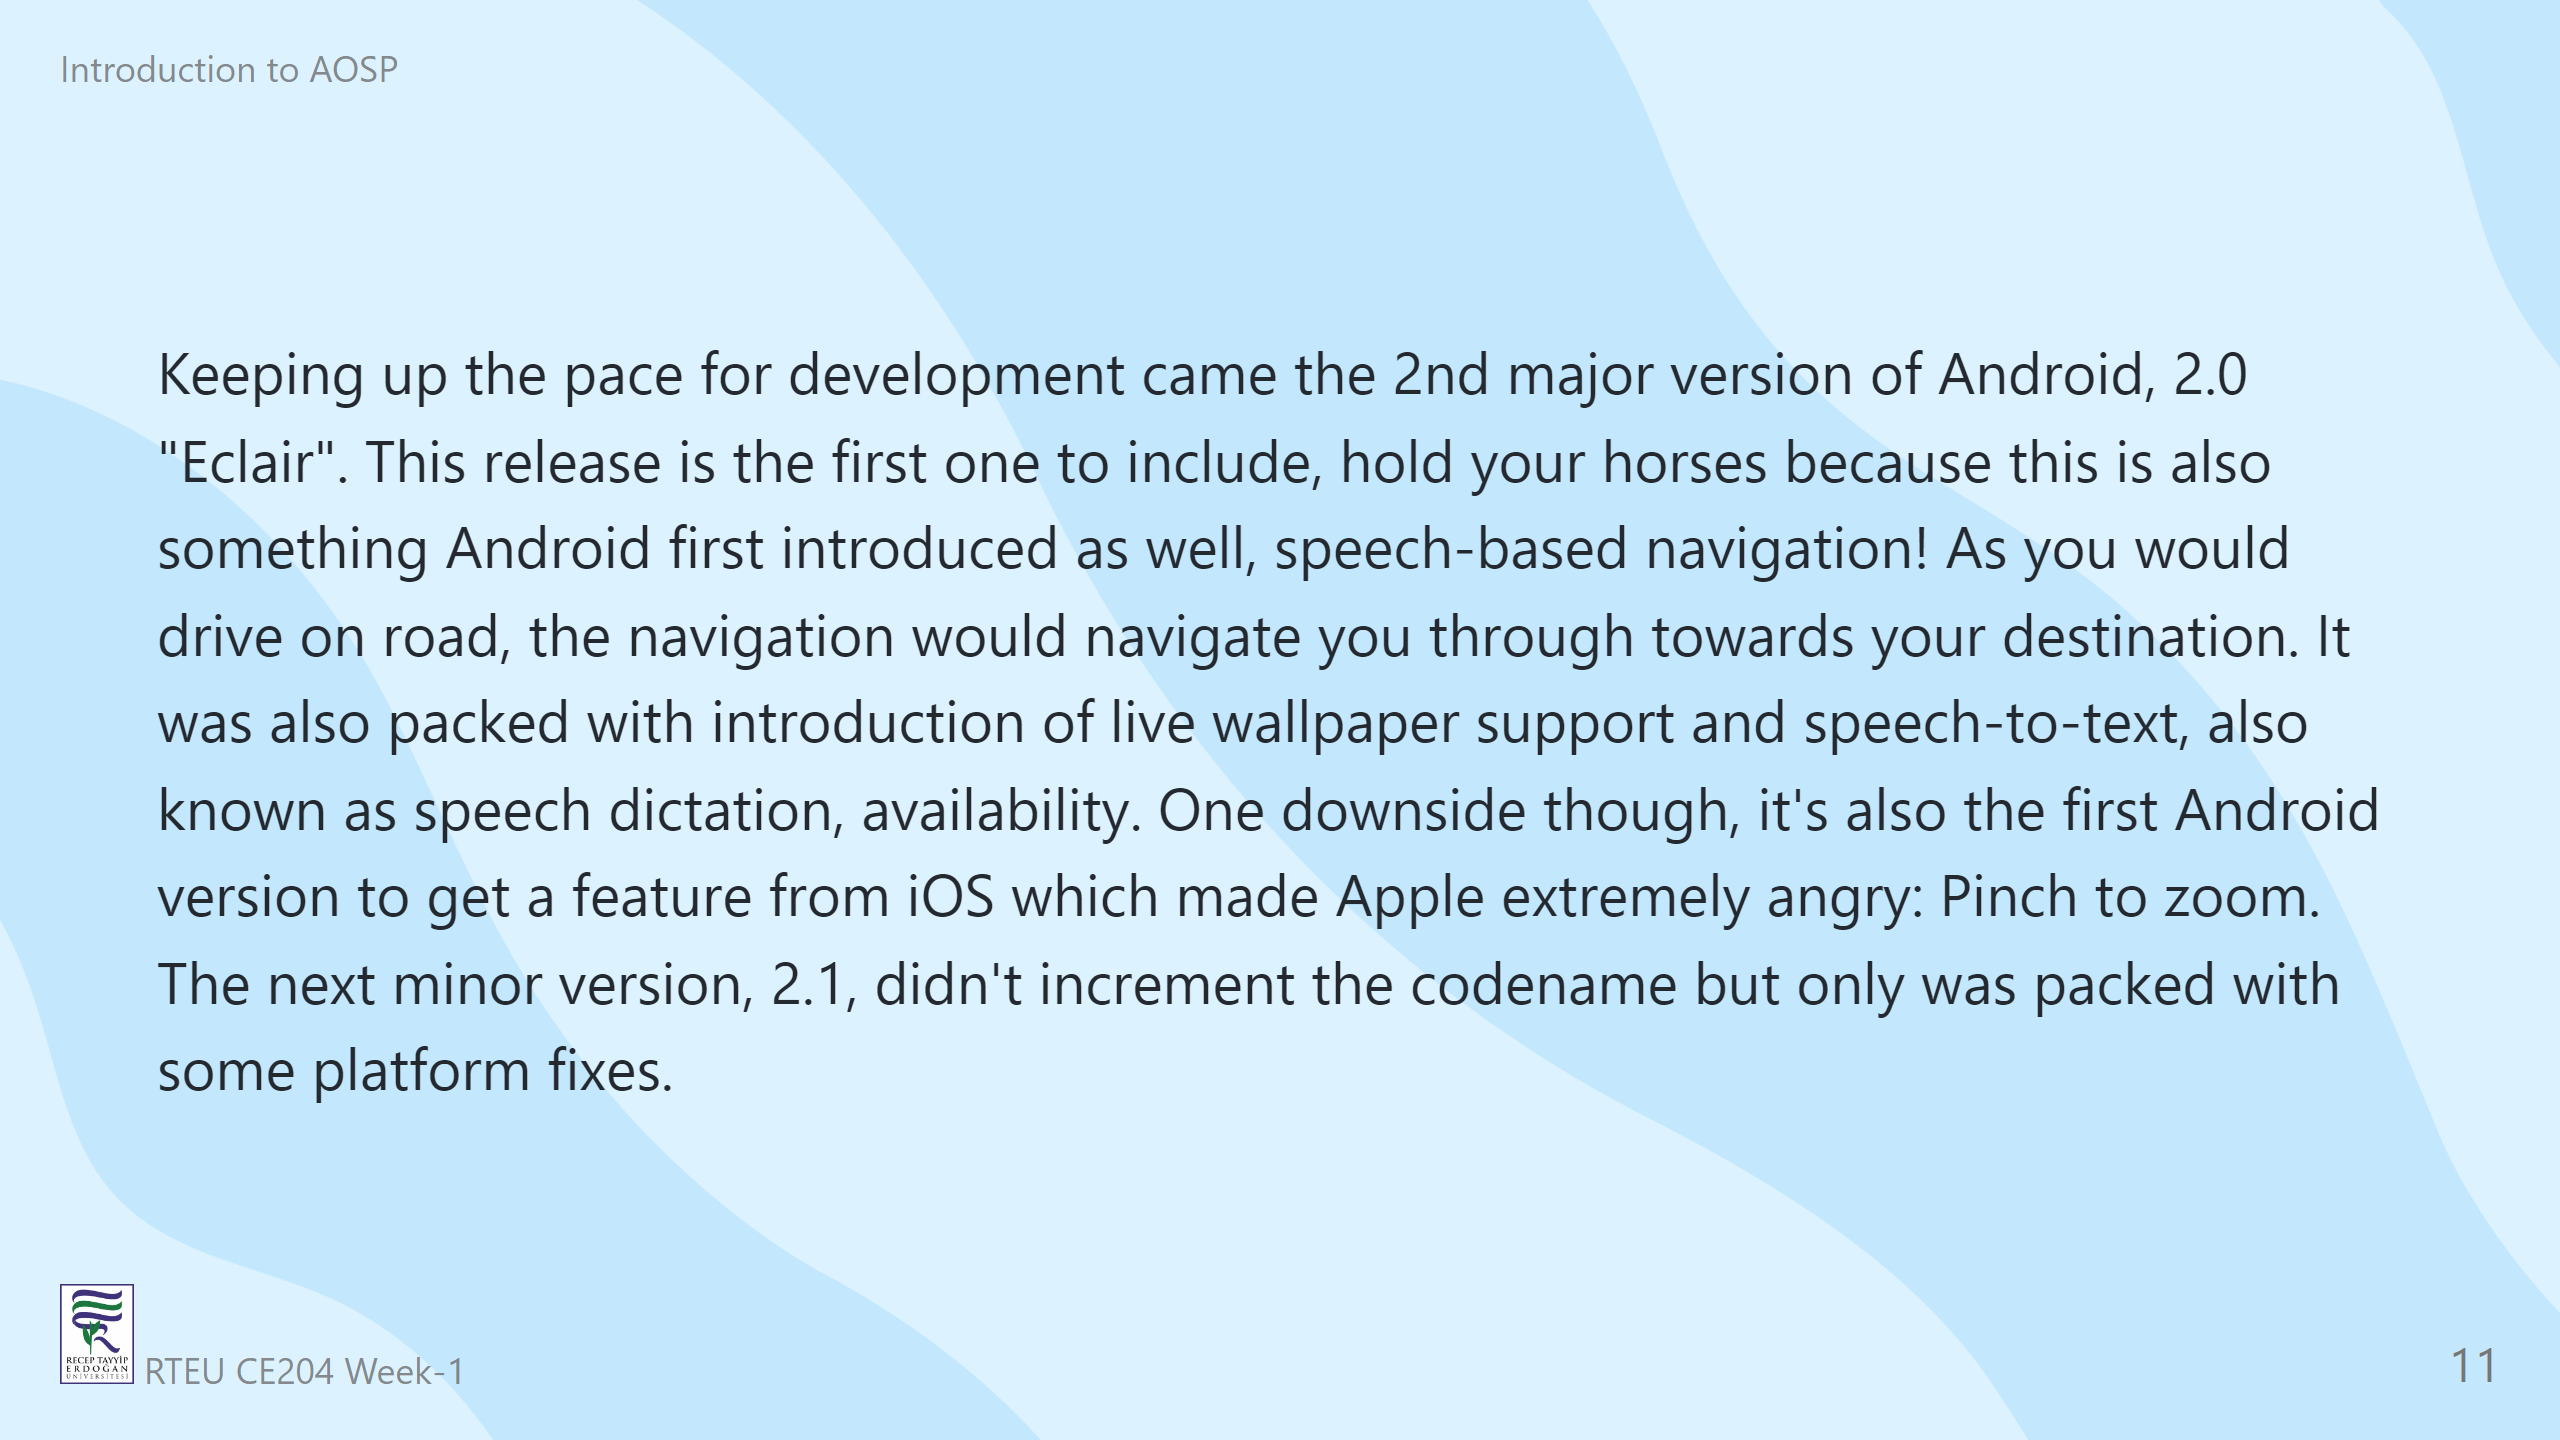 Introduction to AOSP
Keeping up the pace for development came the 2nd major version of Android, 2.0
"Eclair". This release is the first one to include, hold your horses because this is also
something Android first introduced as well, speech-based navigation! As you would
drive on road, the navigation would navigate you through towards your destination. It
was also packed with introduction of live wallpaper support and speech-to-text, also
known as speech dictation, availability. One downside though, it's also the first Android
version to get a feature from iOS which made Apple extremely angry: Pinch to zoom.
The next minor version, 2.1, didn't increment the codename but only was packed with
some platform fixes.
RECEP TAYYİP
ERDOĞAN
ÜNİVERSİTESİ
RTEU CE204 Week-1
11